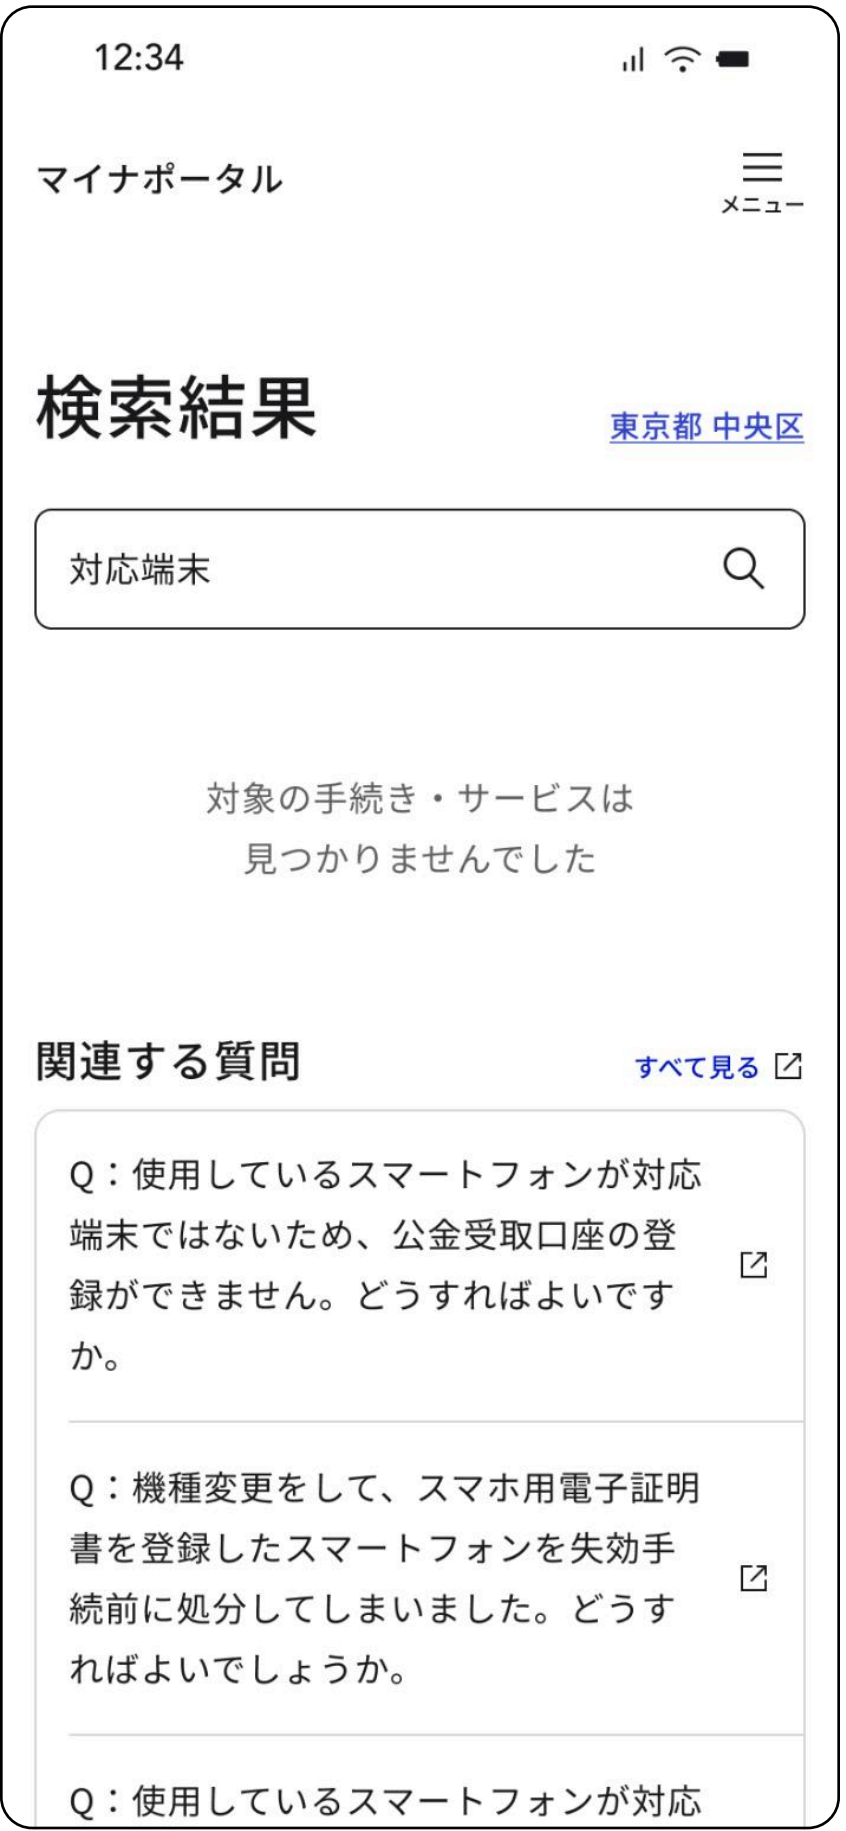 12:34
マイナポータル
メニュー
検索結果
東京都 中央区
対応端末
対象の手続き・サービスは
見つかりませんでした
関連する質問
すべて見る
Q：使用しているスマートフォンが対応
端末ではないため、公金受取口座の登
録ができません。どうすればよいです
か。
Q：機種変更をして、スマホ用電子証明
書を登録したスマートフォンを失効手
続前に処分してしまいました。どうす
ればよいでしょうか。
Q：使用しているスマートフォンが対応